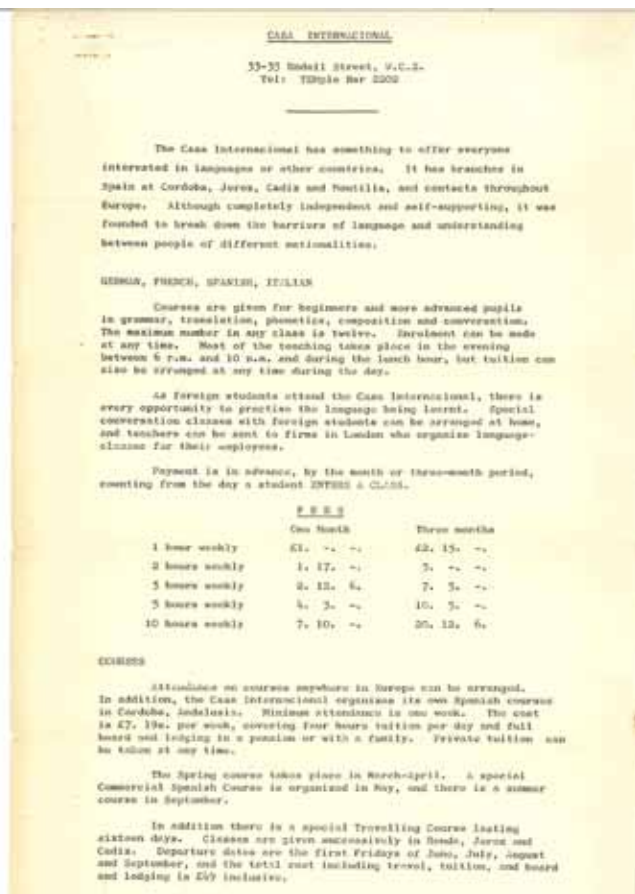 CASA INTERNACIONAL
33-35 Endell Street, W.C.2.
Tel: TEMple Bar 2202
The Casa Internacional has something to offer everyone
interested in languages or other countries. It has branches in
Spain at Cordoba, Jerez, Cadiz and Montilla, and contacts throughout
Europe. Although completely independent and self-supporting, it was
founded to break down the barriers of language and understanding
between people of different nationalities.
GERMAN, FRENCH, SPANISH, ITALIAN
Courses are given for beginners and more advanced pupils
in grammar, translation, phonetics, composition and conversation.
The maximum number in any class is twelve. Enrolment can be made
at any time. Most of the teaching takes place in the evening
between 6 p.m. and 10 p.m. and during the lunch hour, but tuition can
also be arranged at any time during the day.
As foreign students attend the Casa Internacional, there is
every opportunity to practise the language being learnt. Special
conversation classes with foreign students can be arranged at home,
and teachers can be sent to firms in London who organise language-
classes for their employees.
Payment is in advance, by the month or three-month period,
counting from the day a student ENTERS A CLASS.
F E E S
One Month Three months
1 hour weekly £1. -. -. £2. 15. -.
2 hours weekly 1. 17. -. 5. -. -.
3 hours weekly 2. 12. 6. 7. 5. -.
5 hours weekly 4. 3. -. 10. 5. -.
10 hours weekly 7. 10. -. 20. 12. 6.
COURSES
Attendance on courses anywhere in Europe can be arranged.
In addition, the Casa Internacional organises its own Spanish courses
in Cordoba, Andalusia. Minimum attendance is one week. The cost
is £7. 19s. per week, covering four hours tuition per day and full
board and lodging in a pension or with a family. Private tuition can
be taken at any time.
The Spring course takes place in March-April. A special
Commercial Spanish Course is organized in May, and there is a summer
course in September.
In addition there is a special Travelling Course lasting
sixteen days. Classes are given successively in Ronda, Jerez and
Cadiz. Departure dates are the first Fridays of June, July, August
and September, and the total cost including travel, tuition, and board
and lodging is £49 inclusive.